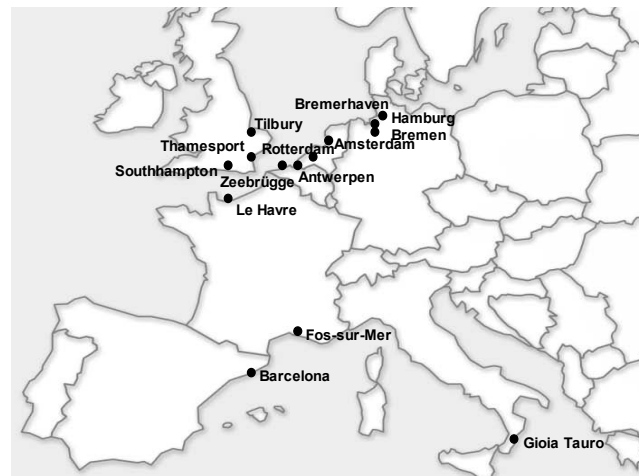 Bremerhaven
Hamburg
Tilbury
Bremen
Thamesport
Rotterdam
Amsterdam
Southhampton
Antwerpen
Zeebrügge
Le Havre
Fos-sur-Mer
Barcelona
Gioia Tauro